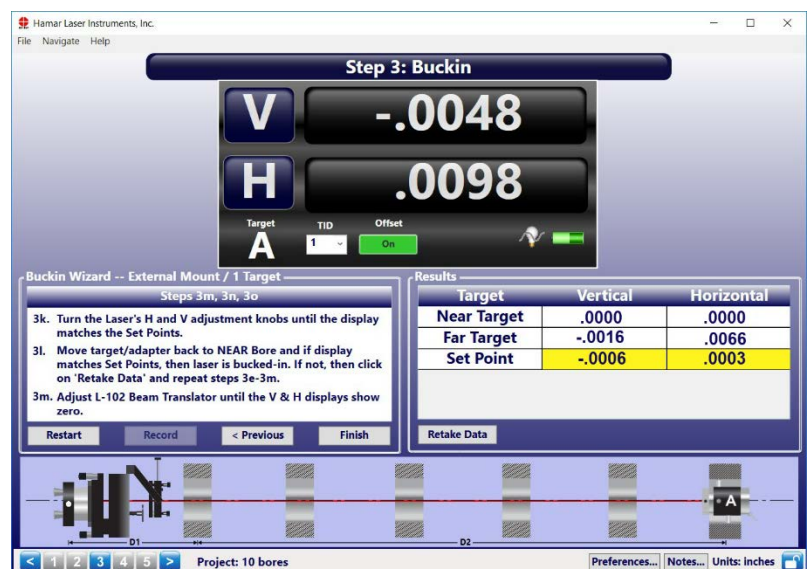 Hamar Laser Instruments, Inc.
File Navigate Help
Step 3: Buckin
V -.0048
H .0098
Target TID Offset
A 1 On
Buckin Wizard -- External Mount / 1 Target
Steps 3m, 3n, 3o
3k. Turn the Laser's H and V adjustment knobs until the display
matches the Set Points.
3l. Move target/adapter back to NEAR Bore and if display
matches Set Points, then laser is bucked-in. If not, then click
on 'Retake Data' and repeat steps 3e-3m.
3m. Adjust L-102 Beam Translator until the V & H displays show
zero.
Restart Record < Previous Finish
Results
Target Vertical Horizontal
Near Target .0000 .0000
Far Target -.0016 .0066
Set Point -.0006 .0003
Retake Data
A
D1 D2
< 1 2 3 4 5 > Project: 10 bores Preferences... Notes... Units: inches